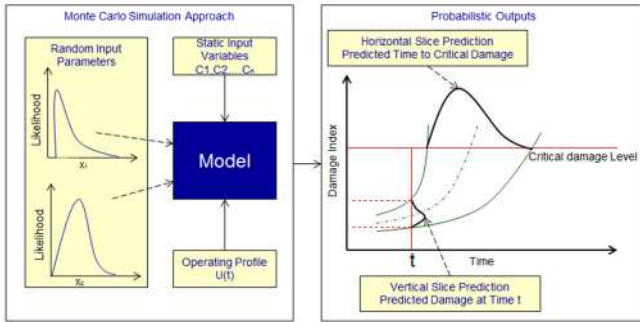 Monte Carlo Simulation Approach
Random Input
Parameters
Likelihood
X₁
Likelihood
X₂
Static Input
Variables
C1,C2.... Cₙ
Model
Operating Profile
U(t)
Probabilistic Outputs
Horizontal Slice Prediction
Predicted Time to Critical Damage
Damage Index
Critical damage Level
t
Time
Vertical Slice Prediction
Predicted Damage at Time t